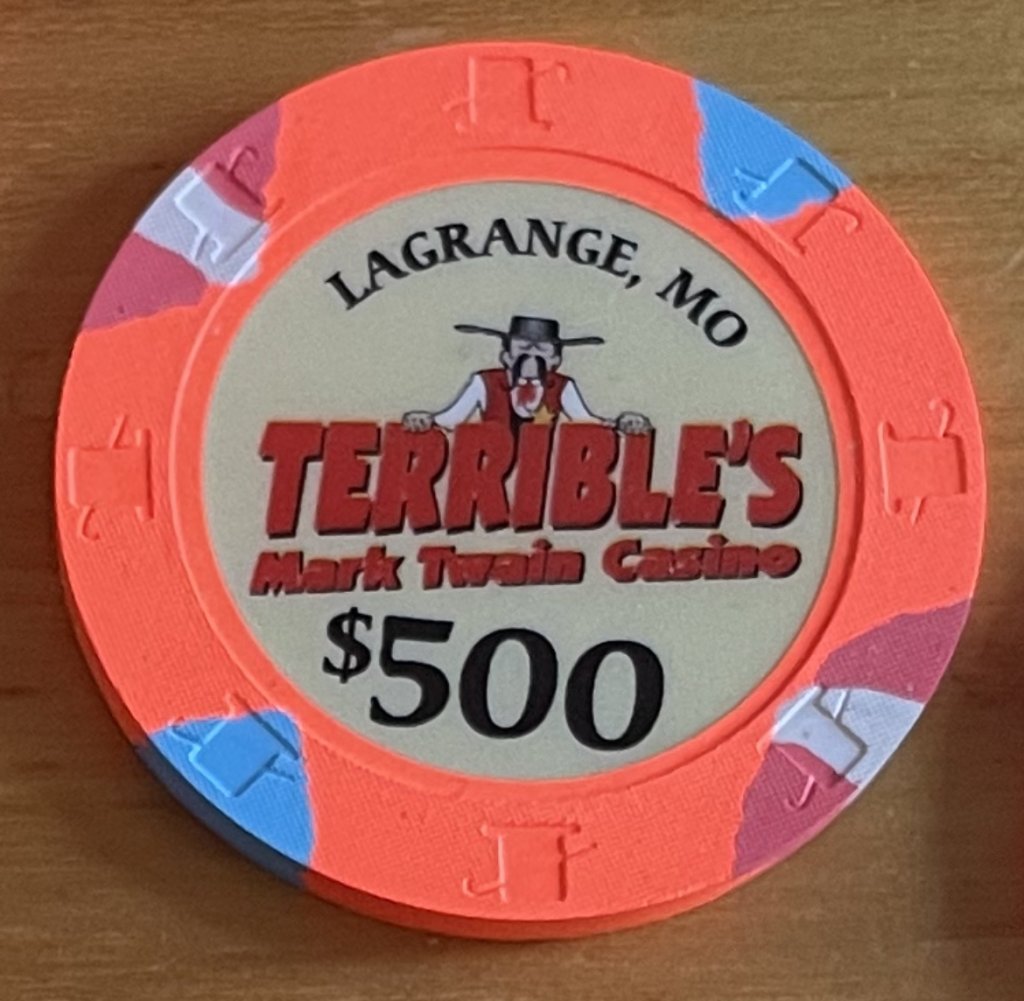 LAGRANGE, MO
TERRIBLE'S
Mark Twain Casino
$500